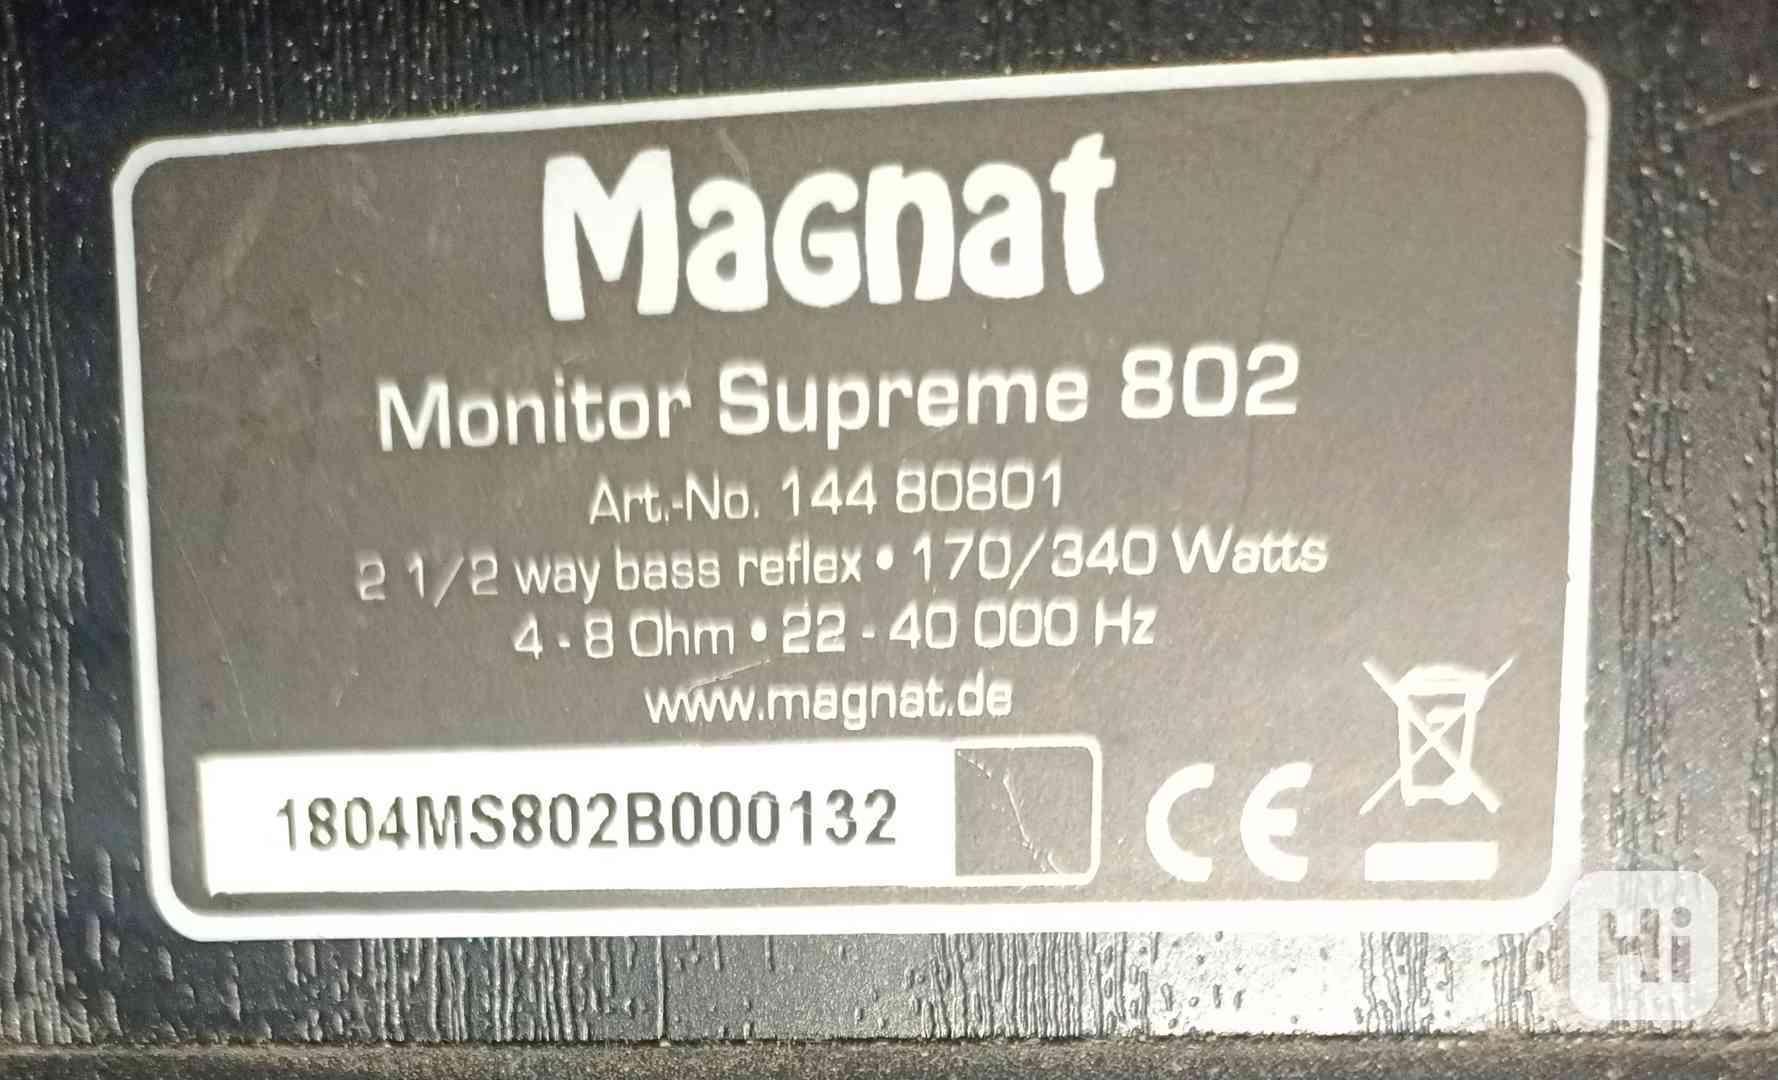 Magnat
Monitor Supreme 802
Art.-No. 144 80801
2 1/2 way bass reflex • 170/340 Watts
4 - 8 Ohm • 22 - 40 000 Hz
www.magnat.de
1804MS802B000132
CE
Hi